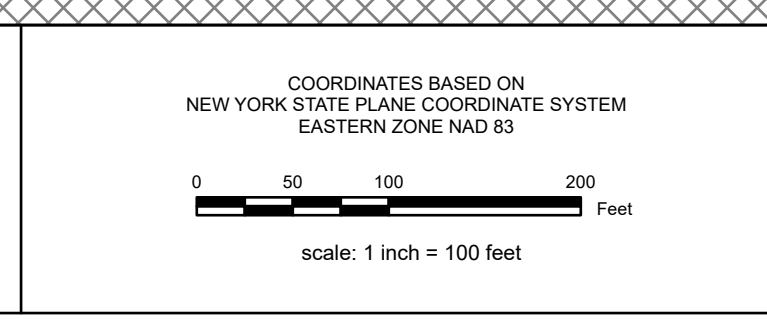 COORDINATES BASED ON
NEW YORK STATE PLANE COORDINATE SYSTEM
EASTERN ZONE NAD 83
0 50 100 200
Feet
scale: 1 inch = 100 feet